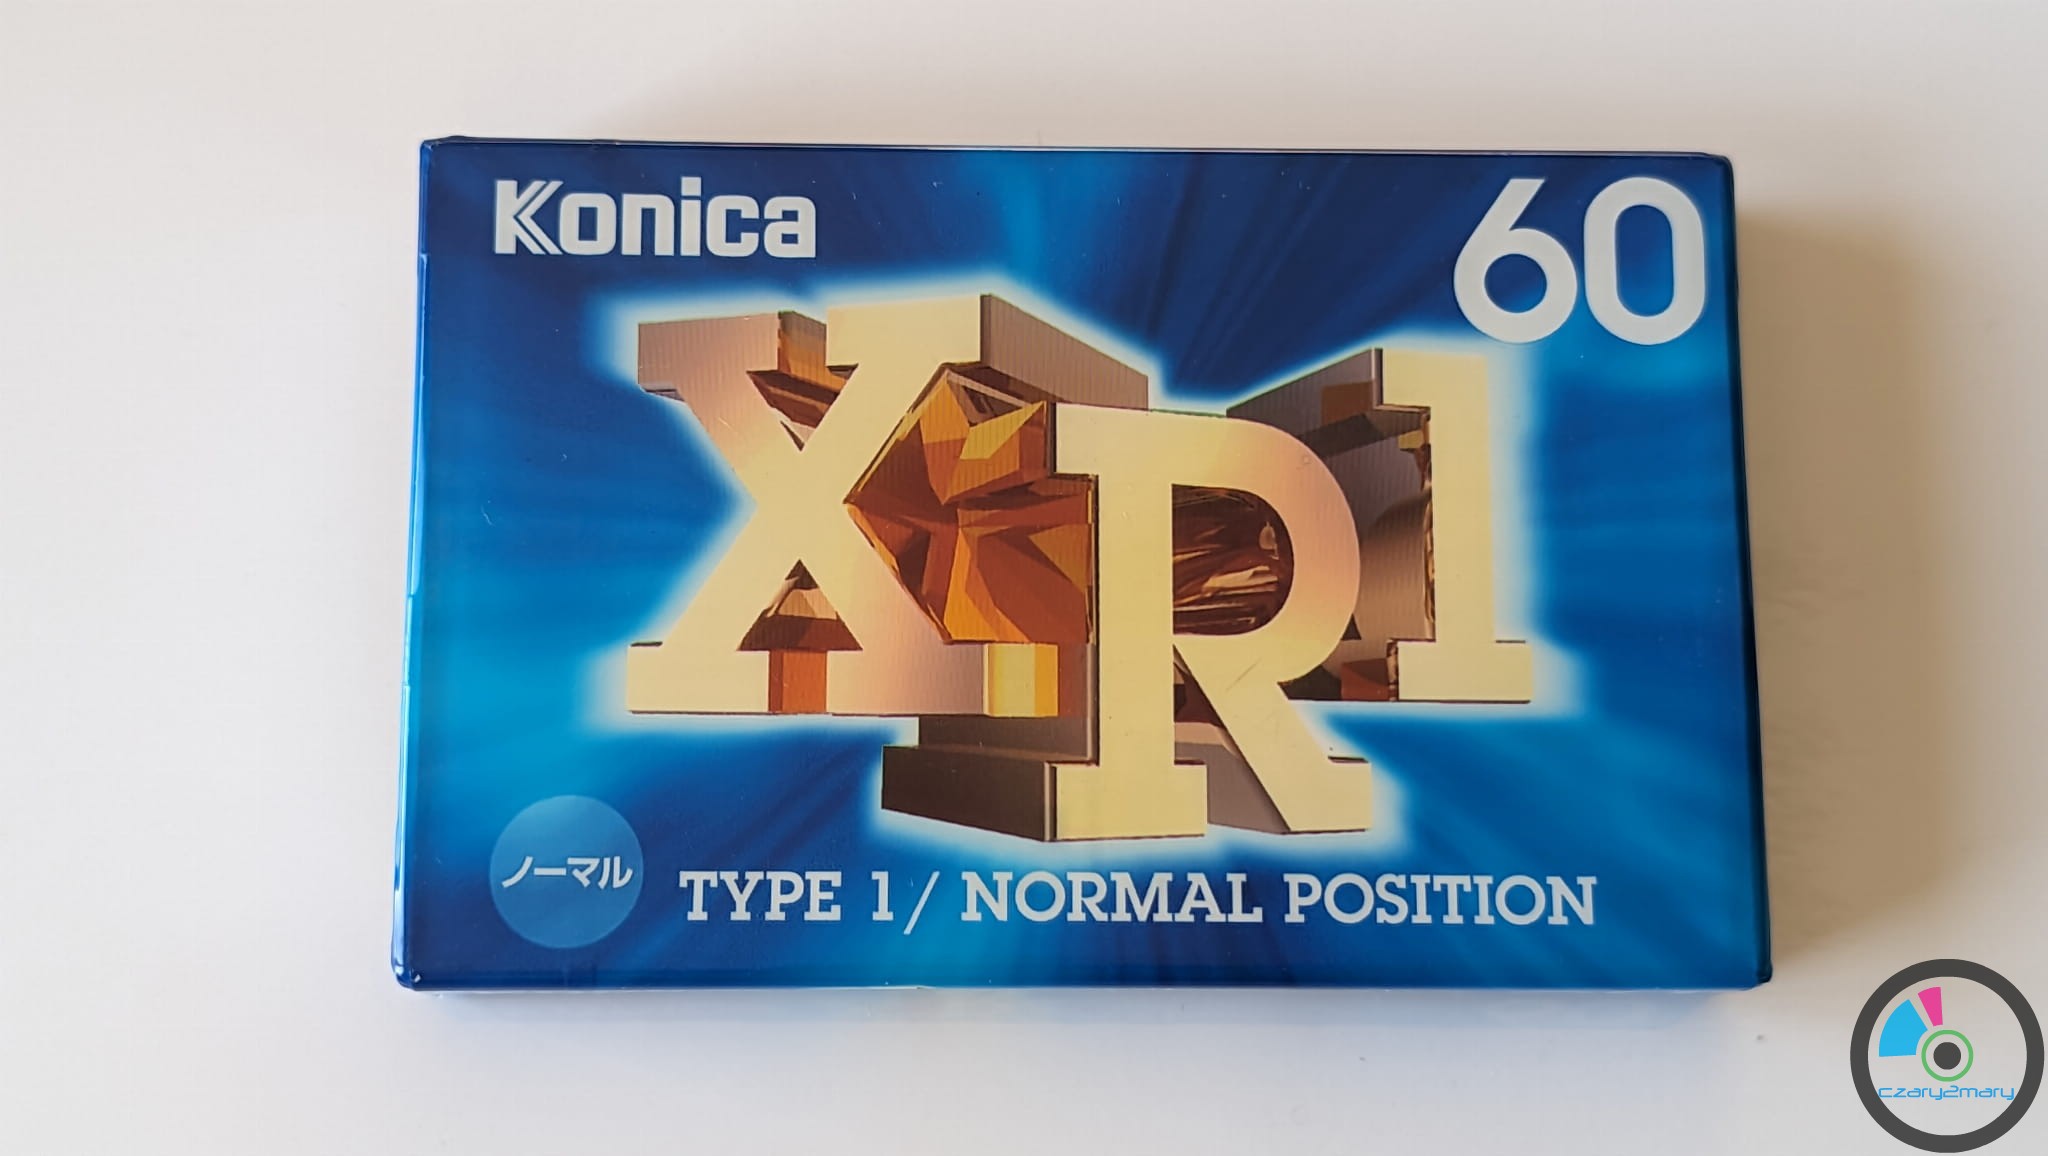 Konica
60
XR1
ノーマル
TYPE 1/ NORMAL POSITION
czary2mary